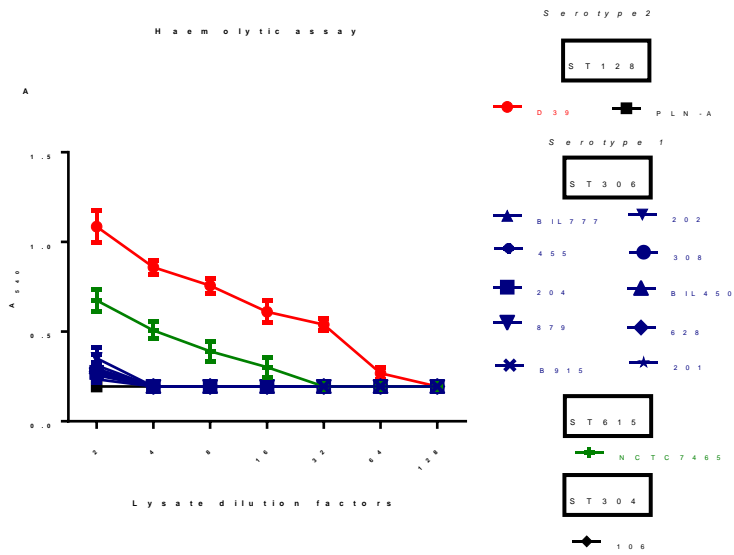 Serotype 2
Haemolytic assay
ST128
A
D39
PLN-A
Serotype 1
1.5
ST306
BIL777
202
455
308
1.0
204
BIL450
A540
879
628
0.5
B915
201
ST615
0.0
2 4 8 16 32 64 128
NCTC7465
Lysate dilution factors
ST304
106